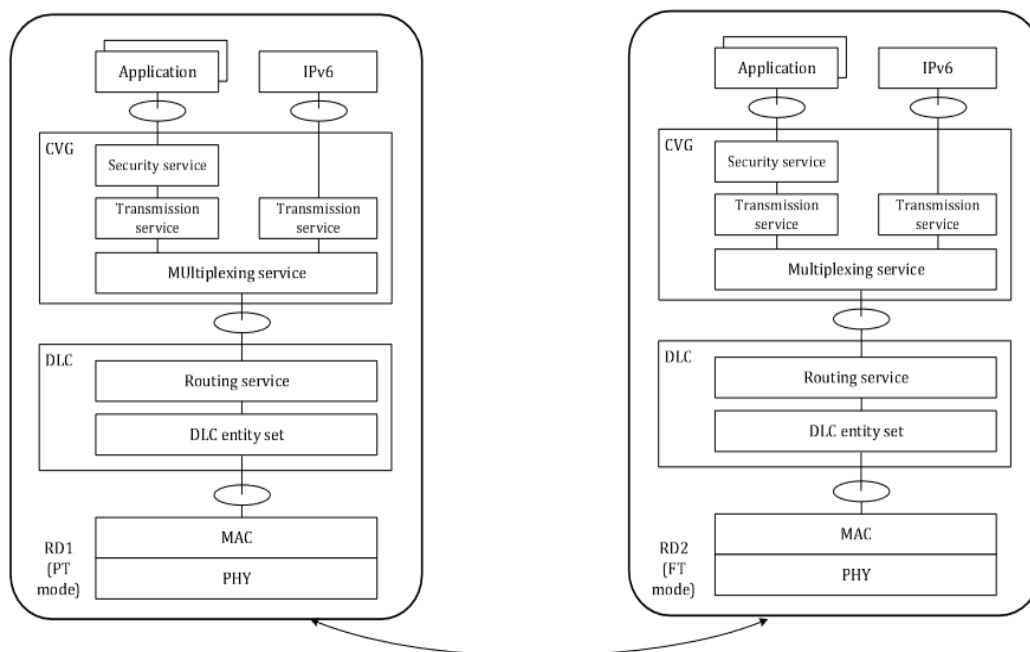 Application
IPv6
CVG
Security service
Transmission
service
Transmission
service
MUltiplexing service
DLC
Routing service
DLC entity set
MAC
RD1
(PT
mode)
PHY
Application
IPv6
CVG
Security service
Transmission
service
Transmission
service
Multiplexing service
DLC
Routing service
DLC entity set
MAC
RD2
(FT
mode)
PHY